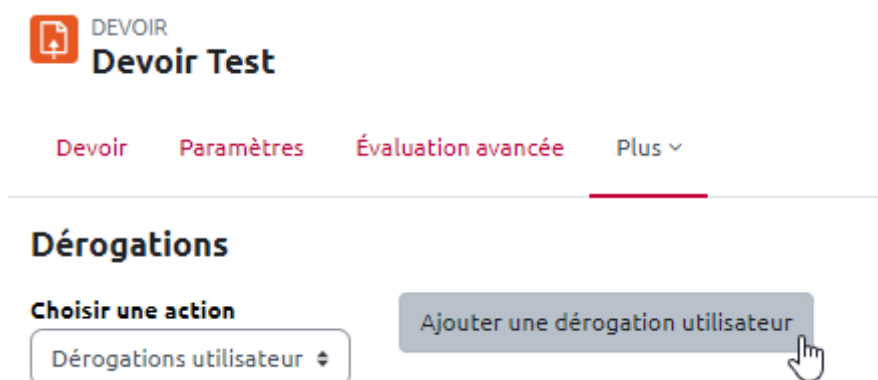 DEVOIR
Devoir Test
Devoir Paramètres Évaluation avancée Plus
Dérogations
Choisir une action
Ajouter une dérogation utilisateur
Dérogations utilisateur